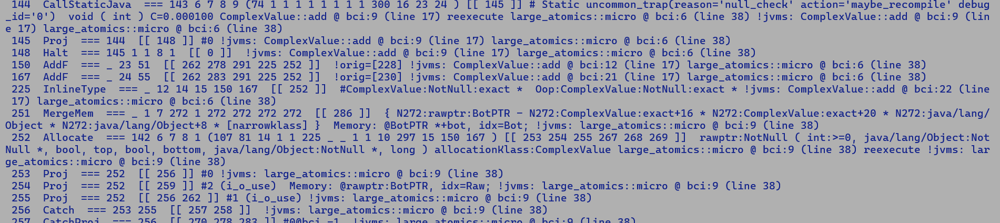 144  CallStaticJava  === 143 6 7 8 9 (74 1 1 1 1 1 1 1 1 300 16 23 24 ) [[ 145 ]] # Static uncommon_trap(reason='null_check' action='maybe_recompile' debug
_id='0')  void ( int ) C=0.000100 ComplexValue::add @ bci:9 (line 17) reexecute large_atomics::micro @ bci:6 (line 38) !jvms: ComplexValue::add @ bci:9 (lin
e 17) large_atomics::micro @ bci:6 (line 38)
145  Proj  === 144  [[ 148 ]] #0 !jvms: ComplexValue::add @ bci:9 (line 17) large_atomics::micro @ bci:6 (line 38)
148  Halt  === 145 1 1 8 1  [[ 0 ]]  !jvms: ComplexValue::add @ bci:9 (line 17) large_atomics::micro @ bci:6 (line 38)
150  AddF  === _ 23 51  [[ 262 278 291 225 252 ]]  !orig=[228] !jvms: ComplexValue::add @ bci:12 (line 17) large_atomics::micro @ bci:6 (line 38)
167  AddF  === _ 24 55  [[ 262 283 291 225 252 ]]  !orig=[230] !jvms: ComplexValue::add @ bci:21 (line 17) large_atomics::micro @ bci:6 (line 38)
225  InlineType  === _ 12 14 15 150 167  [[ 252 ]]  #ComplexValue:NotNull:exact *  Oop:ComplexValue:NotNull:exact * !jvms: ComplexValue::add @ bci:22 (line
17) large_atomics::micro @ bci:6 (line 38)
251  MergeMem  === _ 1 7 272 1 272 272 272 272  [[ 286 ]]  { N272:rawptr:BotPTR - N272:ComplexValue:exact+16 * N272:ComplexValue:exact+20 * N272:java/lang/
Object * N272:java/lang/Object+8 * [narrowklass] }  Memory: @BotPTR *+bot, idx=Bot; !jvms: large_atomics::micro @ bci:9 (line 38)
252  Allocate  === 142 6 7 8 1 (107 81 14 1 1 225 _ _ 1 1 10 297 15 150 167 ) [[ 253 254 255 267 268 269 ]]  rawptr:NotNull ( int:>=0, java/lang/Object:Not
Null *, bool, top, bool, bottom, java/lang/Object:NotNull *, long ) allocationKlass:ComplexValue large_atomics::micro @ bci:9 (line 38) reexecute !jvms: lar
ge_atomics::micro @ bci:9 (line 38)
253  Proj  === 252  [[ 256 ]] #0 !jvms: large_atomics::micro @ bci:9 (line 38)
254  Proj  === 252  [[ 259 ]] #2 (i_o_use)  Memory: @rawptr:BotPTR, idx=Raw; !jvms: large_atomics::micro @ bci:9 (line 38)
255  Proj  === 252  [[ 256 262 ]] #1 (i_o_use) !jvms: large_atomics::micro @ bci:9 (line 38)
256  Catch  === 253 255  [[ 257 258 ]]  !jvms: large_atomics::micro @ bci:9 (line 38)
257  CatchProj  === 256  [[ 270 278 283 ]] #0@bci -1  !jvms: large_atomics::micro @ bci:9 (line 38)